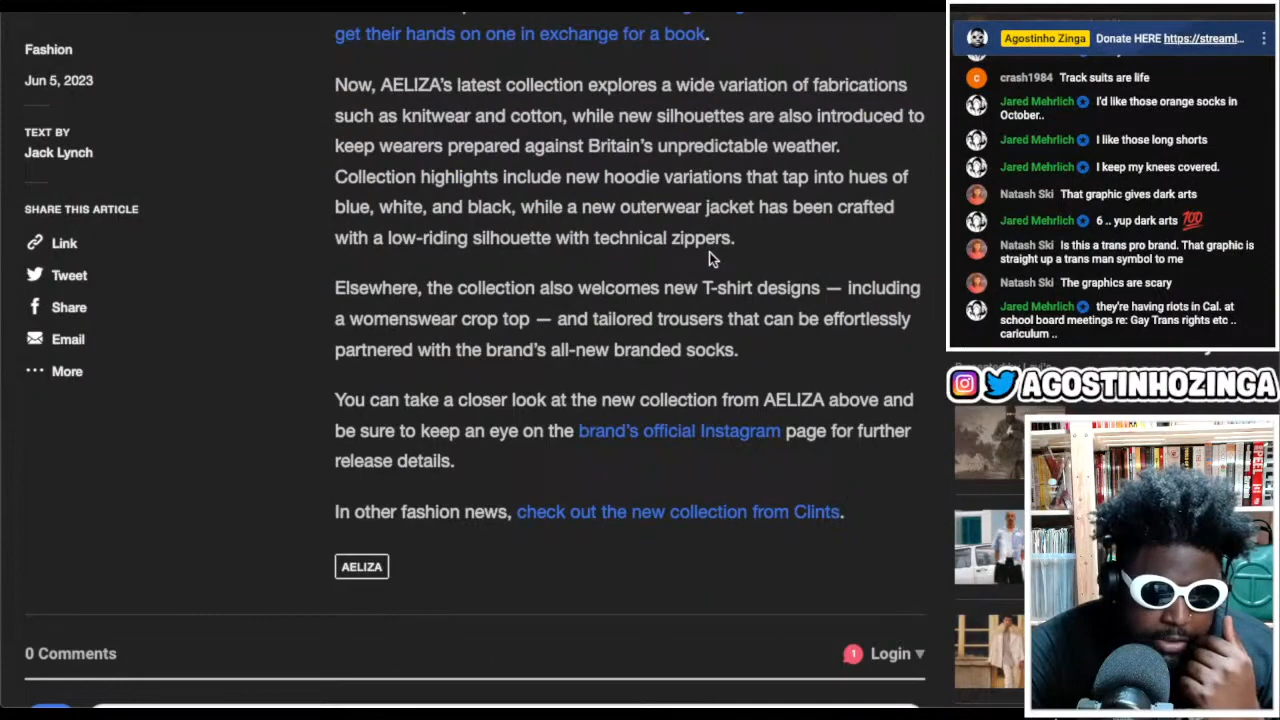 get their hands on one in exchange for a book.
Fashion
Jun 5, 2023
TEXT BY
Jack Lynch
SHARE THIS ARTICLE
Link
Tweet
Share
Email
More
Now, AELIZA's latest collection explores a wide variation of fabrications
such as knitwear and cotton, while new silhouettes are also introduced to
keep wearers prepared against Britain's unpredictable weather.
Collection highlights include new hoodie variations that tap into hues of
blue, white, and black, while a new outerwear jacket has been crafted
with a low-riding silhouette with technical zippers.
Elsewhere, the collection also welcomes new T-shirt designs — including
a womenswear crop top — and tailored trousers that can be effortlessly
partnered with the brand's all-new branded socks.
You can take a closer look at the new collection from AELIZA above and
be sure to keep an eye on the brand's official Instagram page for further
release details.
In other fashion news, check out the new collection from Clints.
AELIZA
0 Comments
1 Login
Agostinho Zinga Donate HERE https://streaml...
c crash1984 Track suits are life
Jared Mehrlich I'd like those orange socks in
October..
Jared Mehrlich I like those long shorts
Jared Mehrlich I keep my knees covered.
Natash Ski That graphic gives dark arts
Jared Mehrlich 6 .. yup dark arts 💯
Natash Ski Is this a trans pro brand. That graphic is
straight up a trans man symbol to me
Natash Ski The graphics are scary
Jared Mehrlich they're having riots in Cal. at
school board meetings re: Gay Trans rights etc ..
cariculum ..
AGOSTINHOZINGA